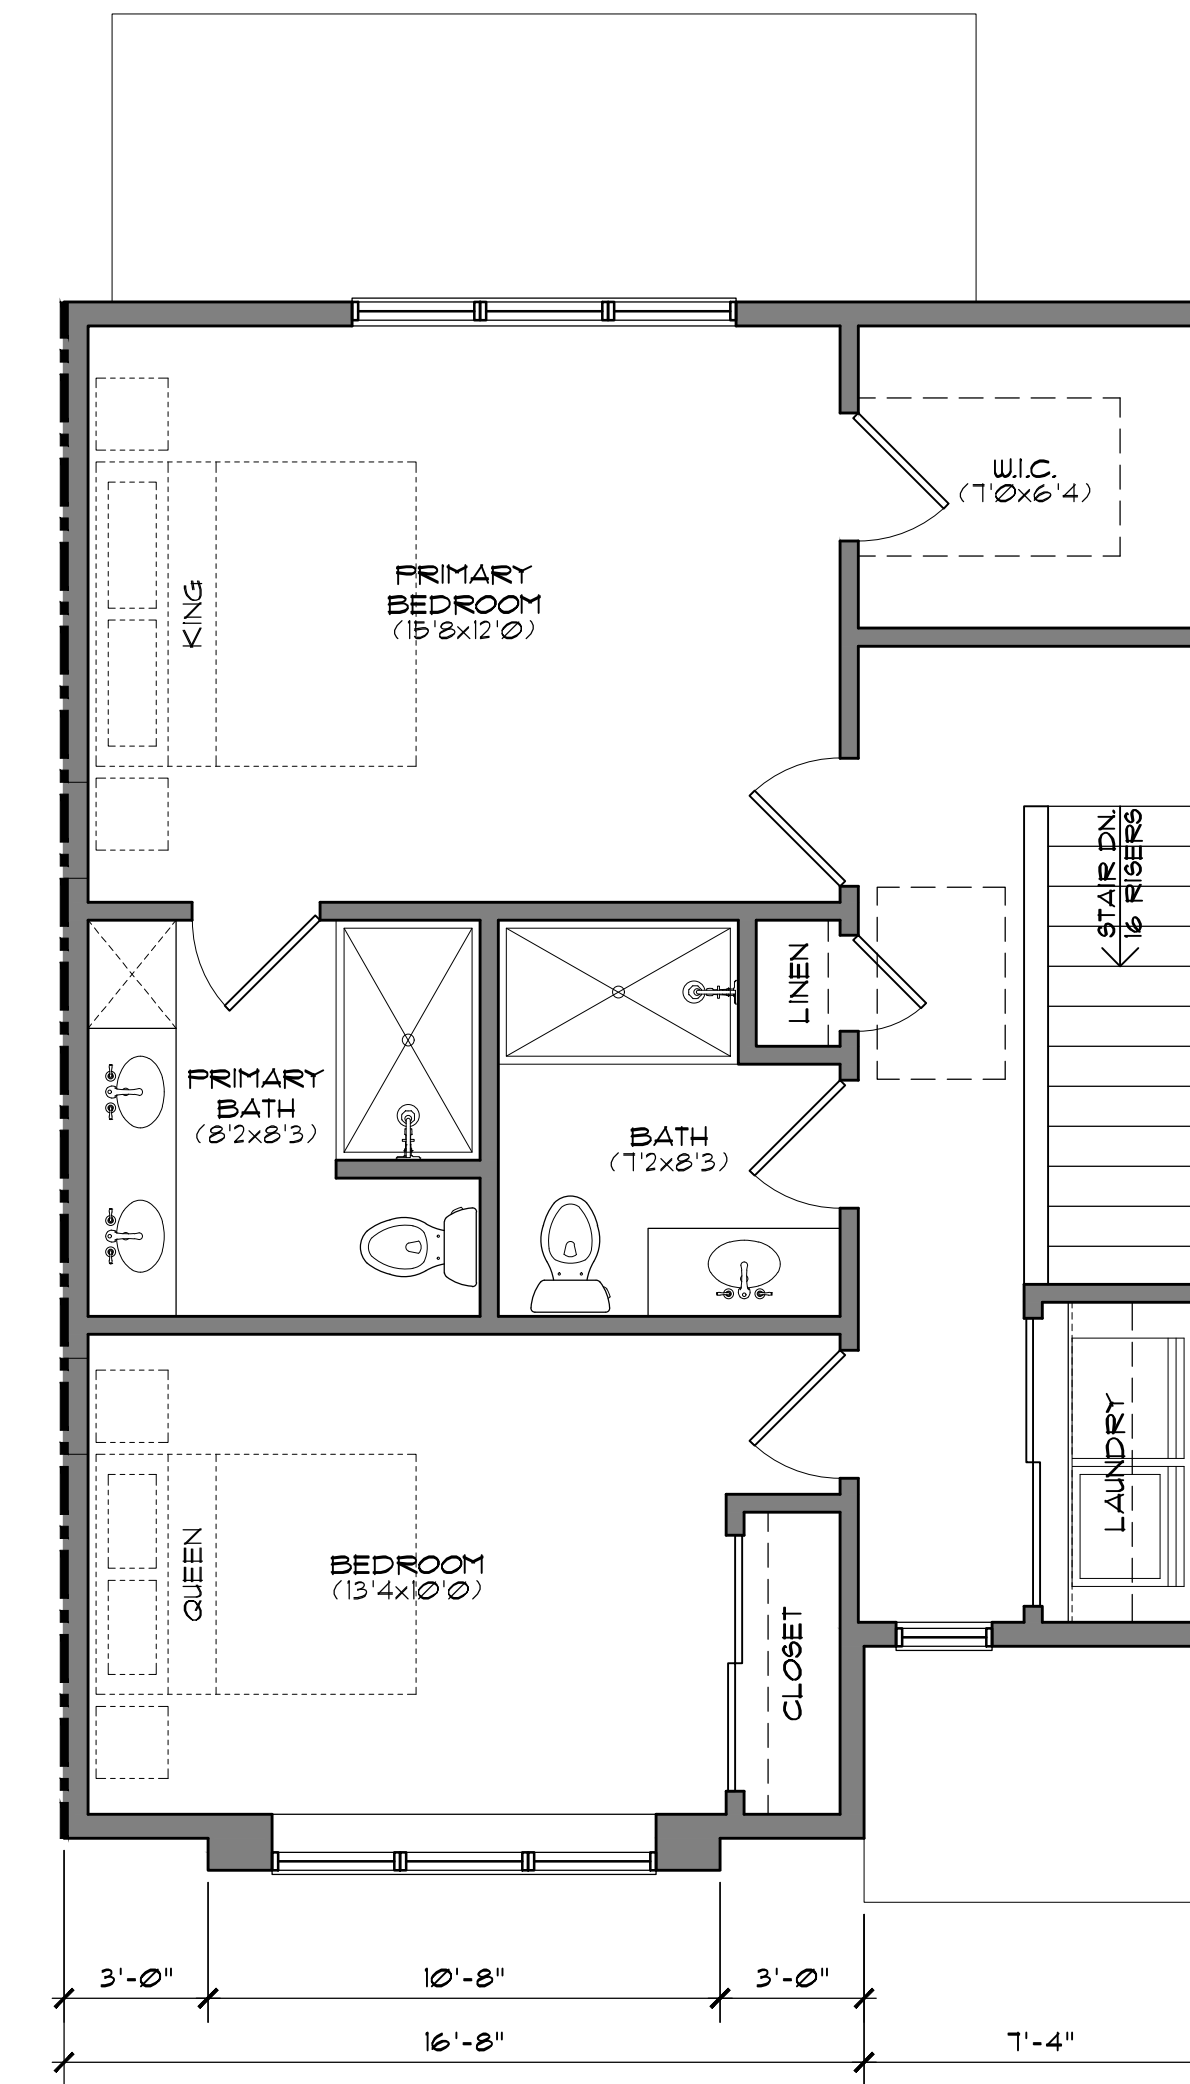 W.I.C.
(7'0x6'4)
PRIMARY
BEDROOM
(15'8x12'0)
KING
STAIR DN.
16 RISERS
LINEN
PRIMARY
BATH
(8'2x8'3)
BATH
(7'2x8'3)
LAUNDRY
QUEEN
BEDROOM
(13'4x10'0)
CLOSET
3'-0" 10'-8" 3'-0"
16'-8" 7'-4"